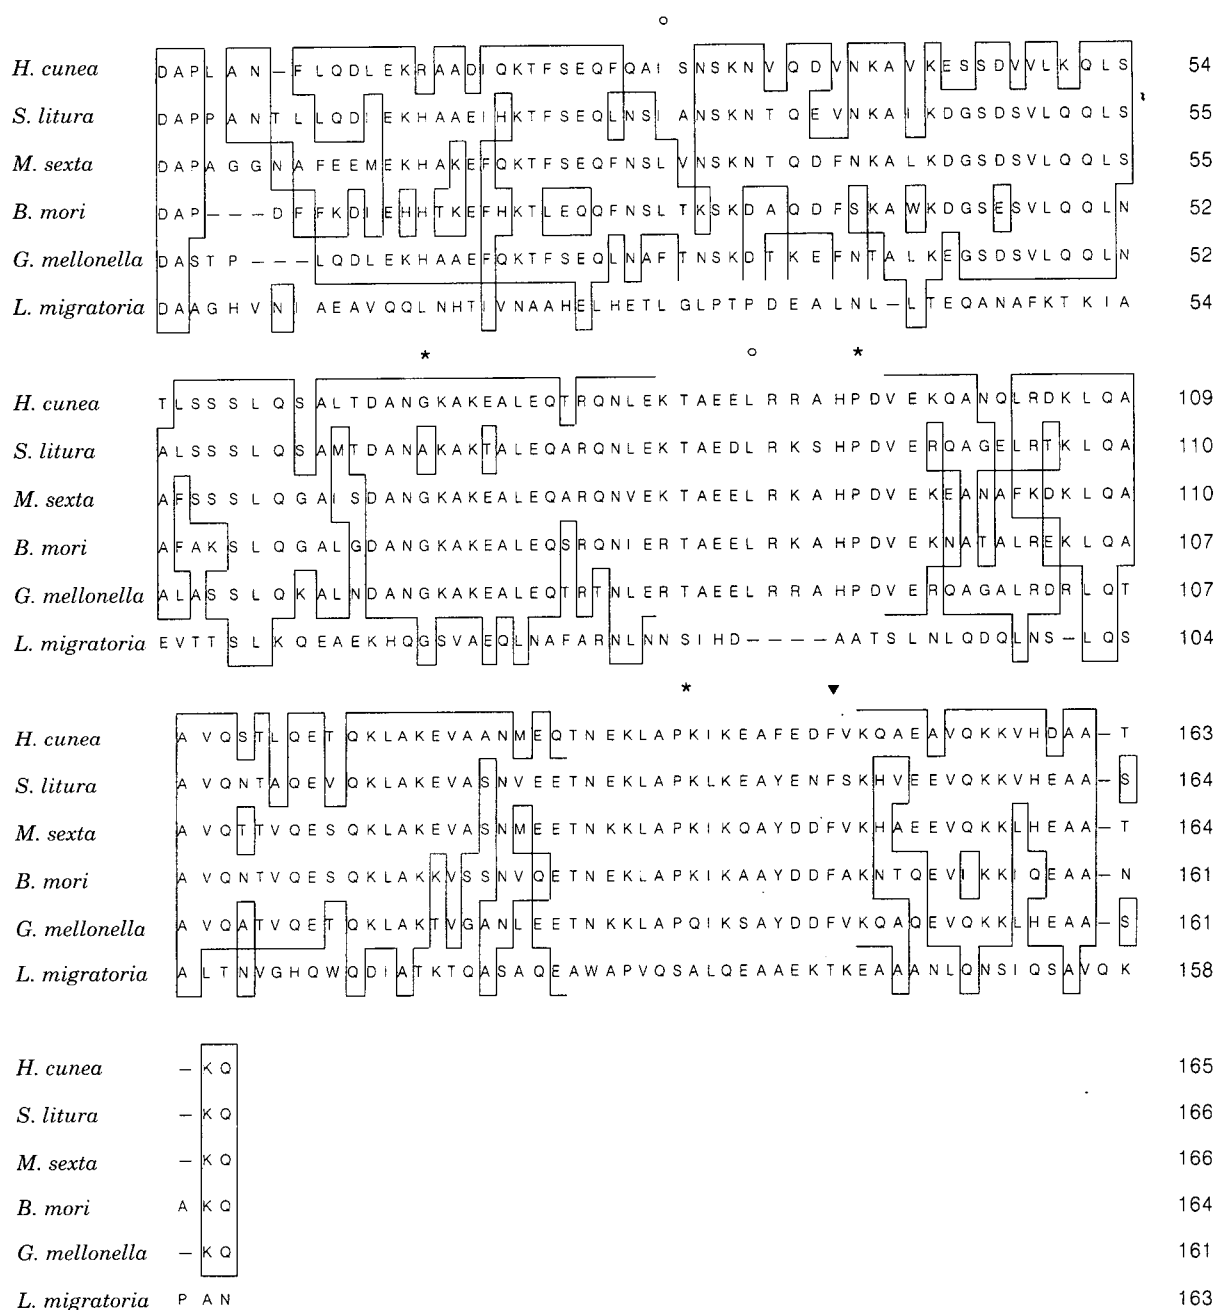 ○
H. cunea DAPLAN–FLQDLEKRAADIQKTFSEQFQAISNSKNVQDVNKAVKESSDVVLKQLS 54
S. litura DAPPANTLLQDIEKHAAEIHKTFSEQLNSIANSKNTQEVNKAIKDGSDSVLQQLS 55
M. sexta DAPAGGNAFEEMEKHAKEFQKTFSEQFNSLVNSKNTQDFNKALKDGSDSVLQQLS 55
B. mori DAP–––DFFKDIEHHTKEFHKTLEQQFNSLTKSKDAQDFSKAWKDGSESVLQQLN 52
G. mellonella DASTP–––LQDLEKHAAEFQKTFSEQLNAFTNSKDTKEFNTALKEGSDSVLQQLN 52
L. migratoria DAAGHVNIAEAVQQLNHTIVNAAHELHETLGLPTPDEALNL–LTEQANAFKTKIA 54
* ○ *
H. cunea TLSSSLQSALTDANGKAKEALEQTRQNLEKTAEELRRAHPDVEKQANQLRDKLQA 109
S. litura ALSSSLQSAMTDANAKAKTALEQARQNLEKTAEDLRKSHPDVERQAGELRTKLQA 110
M. sexta AFSSSLQGAISDANGKAKEALEQARQNVEKTAEELRKAHPDVEKEANAFKDKLQA 110
B. mori AFAKSLQGALGDANGKAKEALEQSRQNIERTAEELRKAHPDVEKNATALREKLQA 107
G. mellonella ALASSLQKALNDANGKAKEALEQTRTNLERTAEELRRAHPDVERQAGALRDRLQT 107
L. migratoria EVTTSLKQEAEKHQGSVAEQLNAFARNLNNSIHD––––AATSLNLQDQLNS–LQS 104
* ▼
H. cunea AVQSTLQETQKLAKEVAANMEQTNEKLAPKIKEAFEDFVKQAEAVQKKVHDAA–T 163
S. litura AVQNTAQEVQKLAKEVASNVEETNEKLAPKLKEAYENFSKHVEEVQKKVHEAA–S 164
M. sexta AVQTTVQESQKLAKEVASNMEETNKKLAPKIKQAYDDFVKHAEEVQKKLHEAA–T 164
B. mori AVQNTVQESQKLAKKVSSNVQETNEKLAPKIKAAYDDFAKNTQEVIKKIQEAA–N 161
G. mellonella AVQATVQETQKLAKTVGANLEETNKKLAPQIKSAYDDFVKQAQEVQKKLHEAA–S 161
L. migratoria ALTNVGHQWQDIATKTQASAQEAWAPVQSALQEAAEKTKEAAANLQNSIQSAVQK 158
H. cunea –KQ 165
S. litura –KQ 166
M. sexta –KQ 166
B. mori AKQ 164
G. mellonella –KQ 161
L. migratoria PAN 163